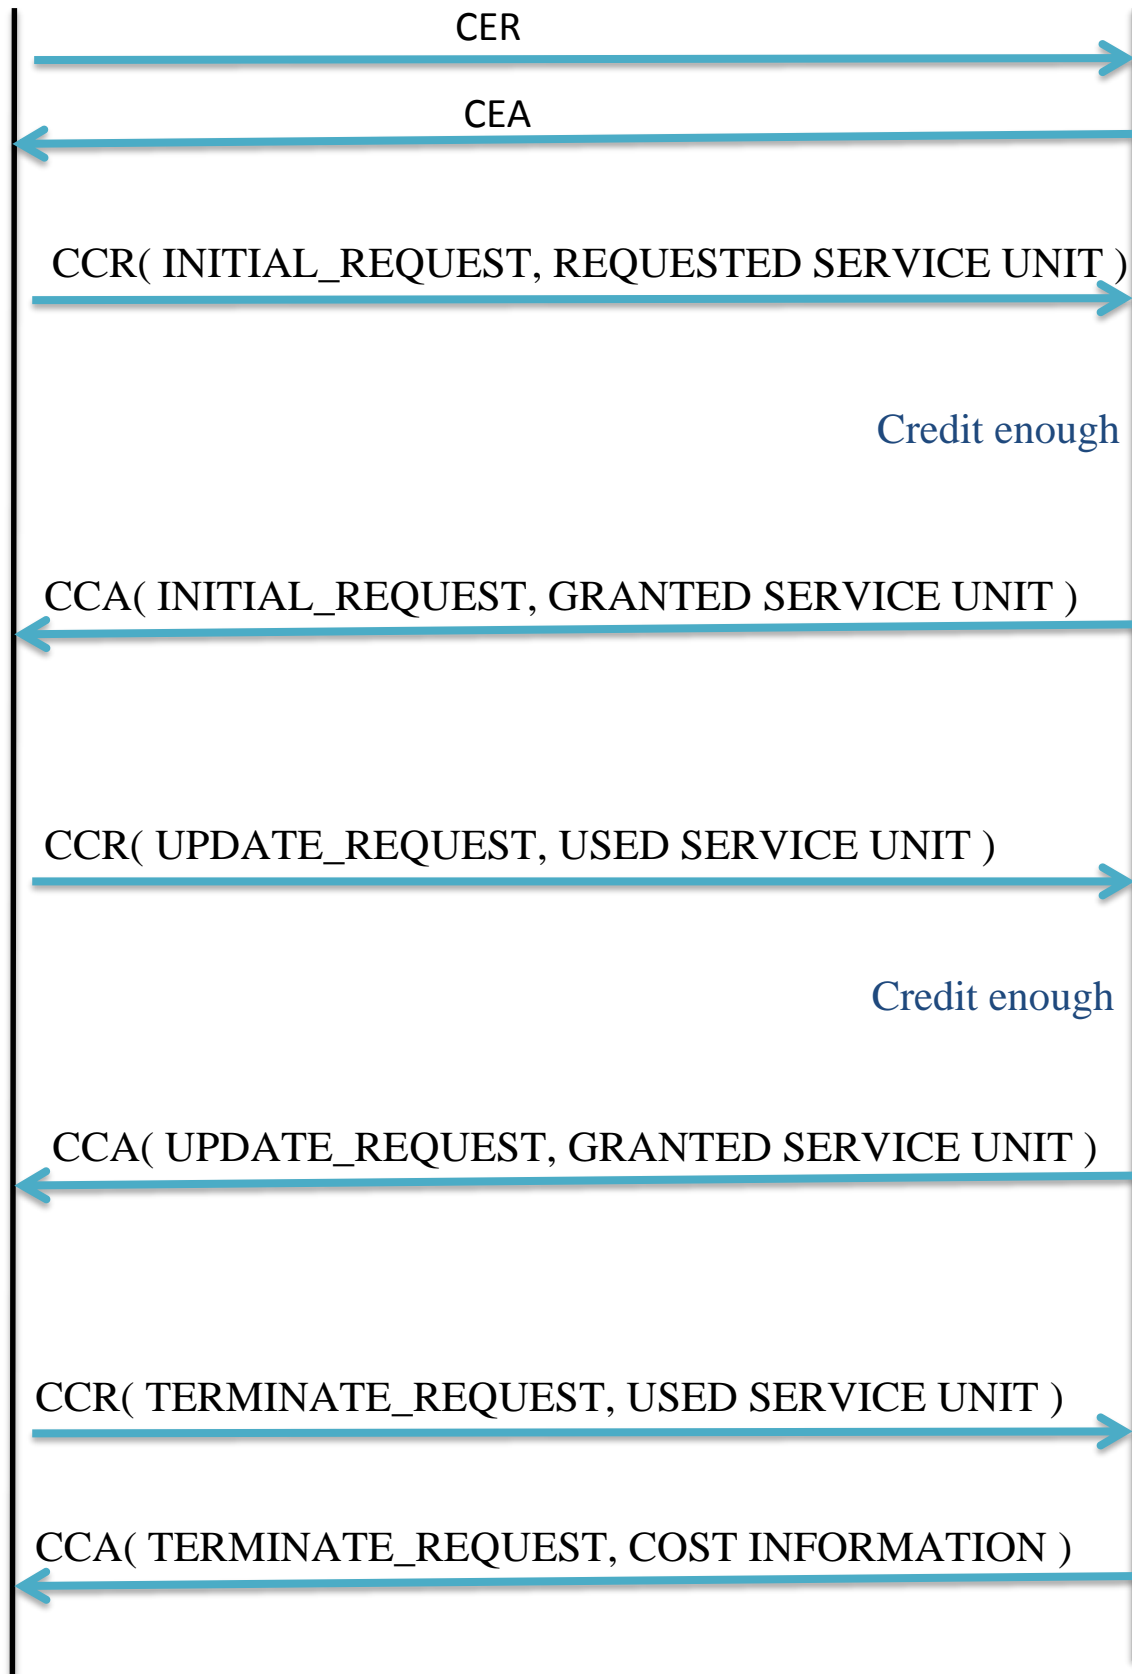 CER
CEA
CCR( INITIAL_REQUEST, REQUESTED SERVICE UNIT )
Credit enough
CCA( INITIAL_REQUEST, GRANTED SERVICE UNIT )
CCR( UPDATE_REQUEST, USED SERVICE UNIT )
Credit enough
CCA( UPDATE_REQUEST, GRANTED SERVICE UNIT )
CCR( TERMINATE_REQUEST, USED SERVICE UNIT )
CCA( TERMINATE_REQUEST, COST INFORMATION )